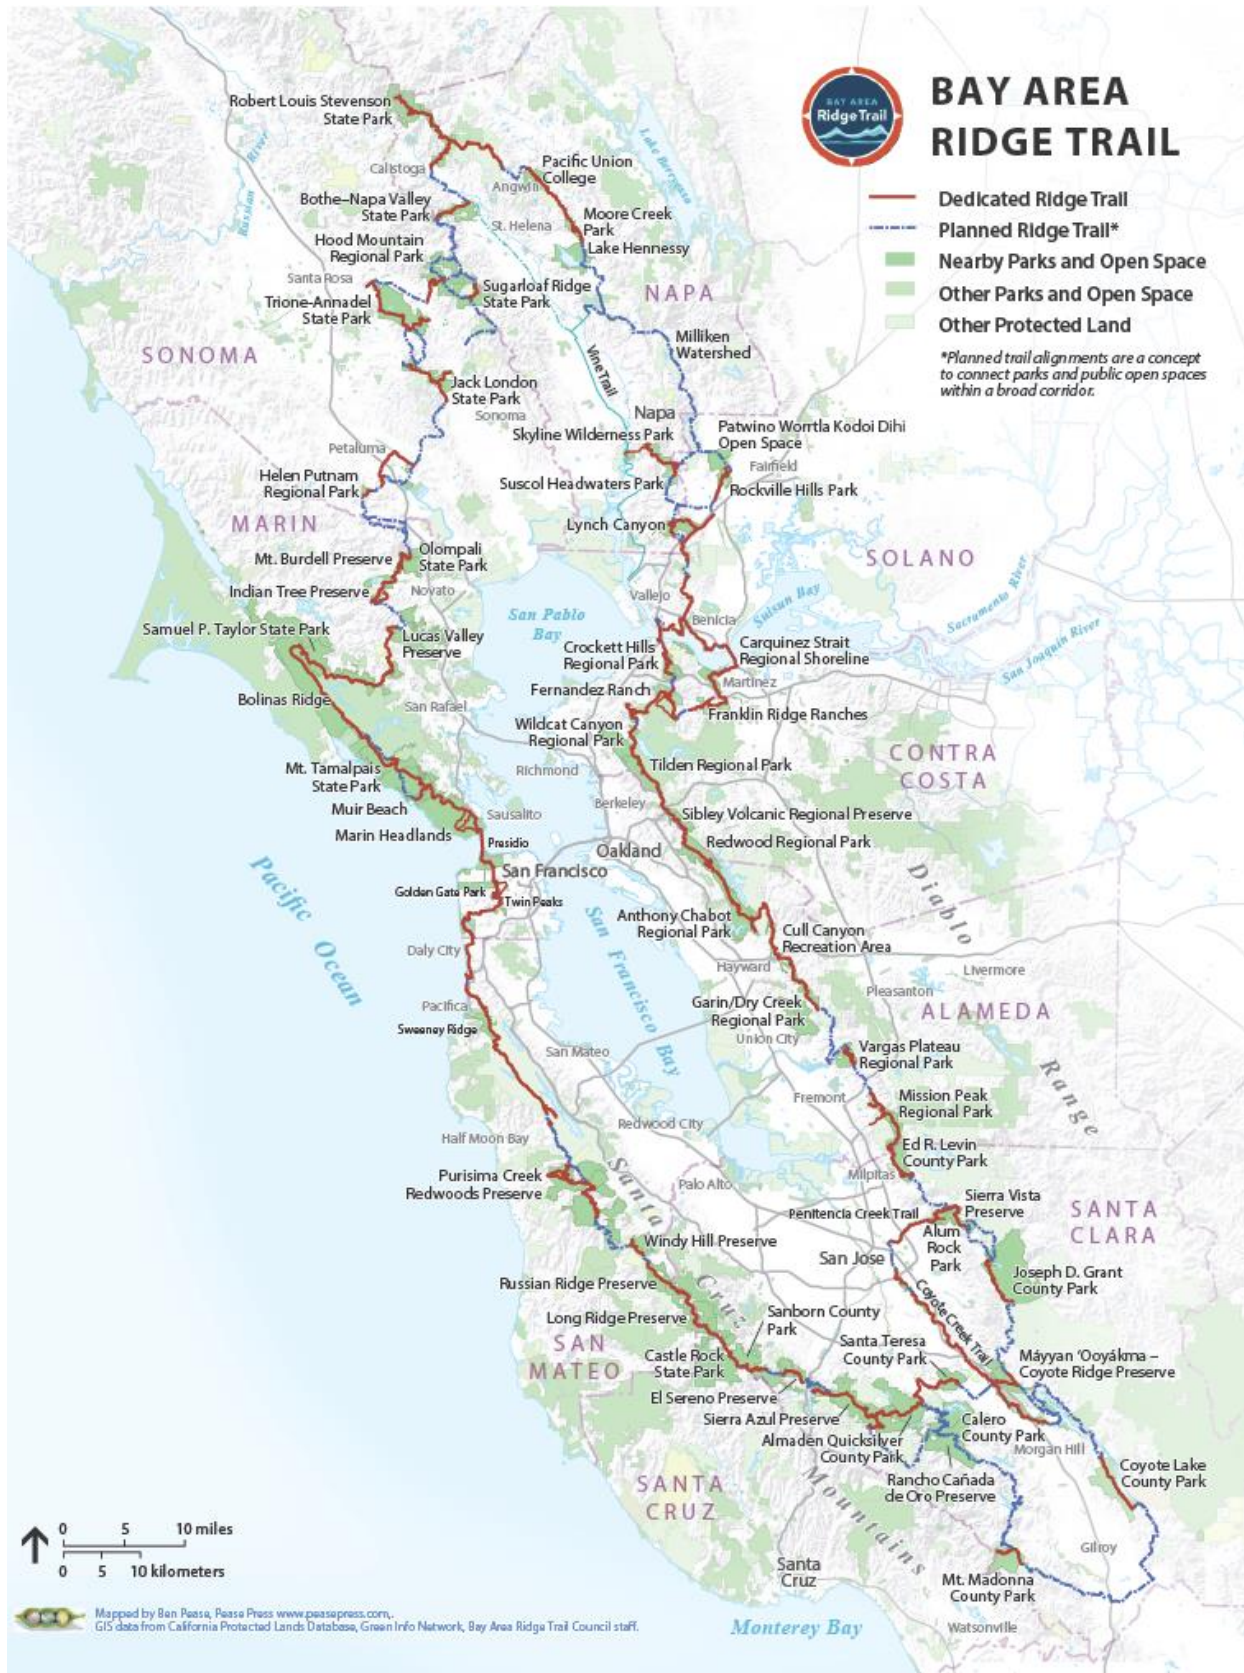 BAY AREA
Ridge Trail
BAY AREA
RIDGE TRAIL
Dedicated Ridge Trail
Planned Ridge Trail*
Nearby Parks and Open Space
Other Parks and Open Space
Other Protected Land
*Planned trail alignments are a concept
to connect parks and public open spaces
within a broad corridor.
Robert Louis Stevenson
State Park
Russian River
Calistoga
Lake Berryessa
Pacific Union
College
Angwin
Bothe–Napa Valley
State Park
St. Helena
Moore Creek
Park
Hood Mountain
Regional Park
Lake Hennessy
Santa Rosa
Sugarloaf Ridge
State Park
NAPA
Trione-Annadel
State Park
SONOMA
Milliken
Watershed
Vine Trail
Jack London
State Park
Sonoma
Napa
Skyline Wilderness Park
Patwino Worrtla Kodoi Dihi
Open Space
Petaluma
Fairfield
Helen Putnam
Regional Park
Suscol Headwaters Park
Rockville Hills Park
MARIN
Lynch Canyon
Mt. Burdell Preserve
Olompali
State Park
SOLANO
Indian Tree Preserve
Novato
Vallejo
Suisun Bay
Sacramento River
San Joaquin River
San Pablo
Bay
Benicia
Samuel P. Taylor State Park
Lucas Valley
Preserve
Crockett Hills
Regional Park
Carquinez Strait
Regional Shoreline
Martinez
Fernandez Ranch
Bolinas Ridge
San Rafael
Franklin Ridge Ranches
Wildcat Canyon
Regional Park
CONTRA
COSTA
Mt. Tamalpais
State Park
Richmond
Tilden Regional Park
Muir Beach
Sausalito
Berkeley
Sibley Volcanic Regional Preserve
Marin Headlands
Presidio
Oakland
Redwood Regional Park
San Francisco
Golden Gate Park
Twin Peaks
Pacific Ocean
San Francisco Bay
Diablo Range
Anthony Chabot
Regional Park
Cull Canyon
Recreation Area
Daly City
Hayward
Livermore
Pleasanton
Pacifica
Garin/Dry Creek
Regional Park
ALAMEDA
Sweeney Ridge
Union City
San Mateo
Vargas Plateau
Regional Park
Fremont
Mission Peak
Regional Park
Redwood City
Half Moon Bay
Ed R. Levin
County Park
Purisima Creek
Redwoods Preserve
Palo Alto
Milpitas
Santa Cruz Mountains
Penitencia Creek Trail
Sierra Vista
Preserve
SANTA
CLARA
Windy Hill Preserve
San Jose
Alum
Rock
Park
Russian Ridge Preserve
Joseph D. Grant
County Park
Coyote Creek Trail
Long Ridge Preserve
Sanborn County
Park
SAN
MATEO
Santa Teresa
County Park
Castle Rock
State Park
Máyyan ‘Ooyákma –
Coyote Ridge Preserve
El Sereno Preserve
Sierra Azul Preserve
Calero
County Park
Almaden Quicksilver
County Park
Morgan Hill
Coyote Lake
County Park
Rancho Cañada
de Oro Preserve
SANTA
CRUZ
Gilroy
Santa
Cruz
Mt. Madonna
County Park
Watsonville
Monterey Bay
0 5 10 miles
0 5 10 kilometers
Mapped by Ben Pease, Pease Press www.peasepress.com,.
GIS data from California Protected Lands Database, Green Info Network, Bay Area Ridge Trail Council staff.